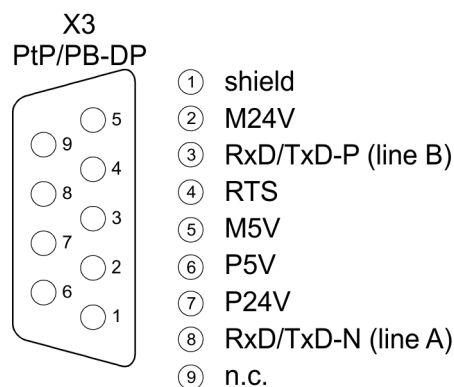 X3
PtP/PB-DP
5
9
4
8
3
7
2
6
1
1 shield
2 M24V
3 RxD/TxD-P (line B)
4 RTS
5 M5V
6 P5V
7 P24V
8 RxD/TxD-N (line A)
9 n.c.